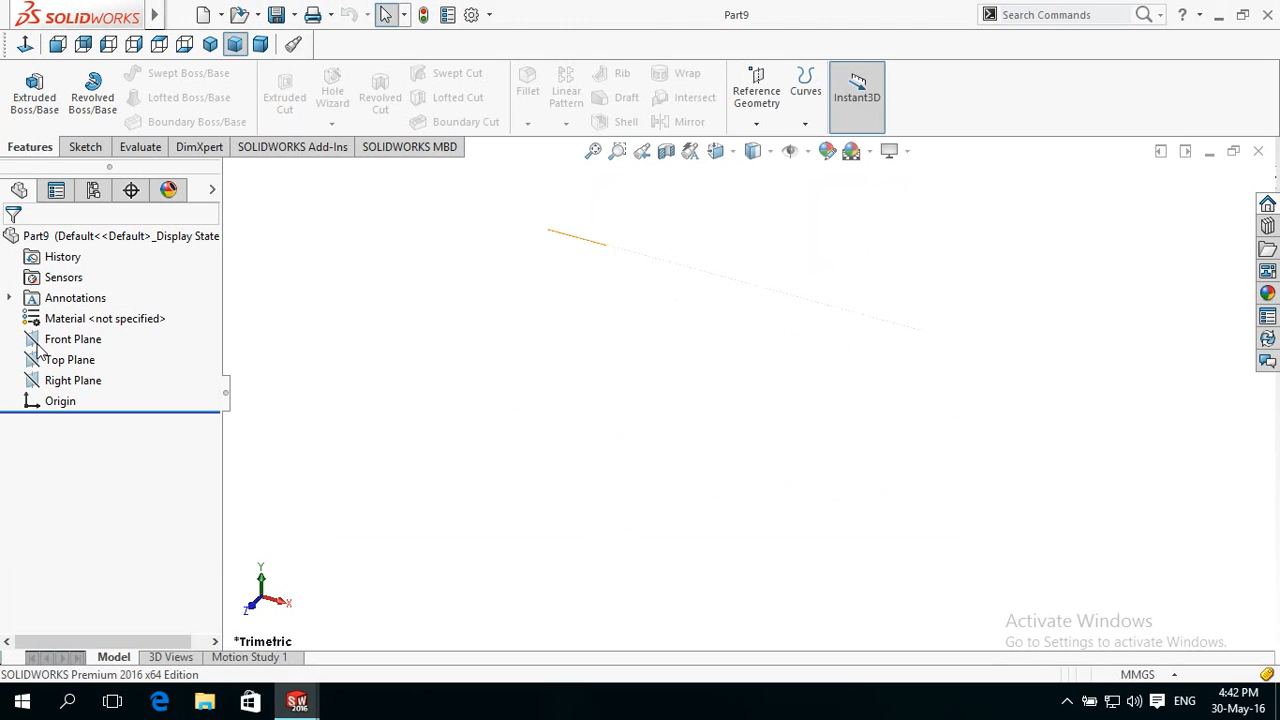 SOLIDWORKS
Part9
Search Commands
?
Extruded Boss/Base
Revolved Boss/Base
Swept Boss/Base
Lofted Boss/Base
Boundary Boss/Base
Extruded Cut
Hole Wizard
Revolved Cut
Swept Cut
Lofted Cut
Boundary Cut
Fillet
Linear Pattern
Rib
Draft
Shell
Wrap
Intersect
Mirror
Reference Geometry
Curves
Instant3D
Features
Sketch
Evaluate
DimXpert
SOLIDWORKS Add-Ins
SOLIDWORKS MBD
Part9 (Default<<Default>_Display State
History
Sensors
Annotations
Material <not specified>
Front Plane
Top Plane
Right Plane
Origin
Y
X
Z
*Trimetric
Activate Windows
Go to Settings to activate Windows.
Model
3D Views
Motion Study 1
SOLIDWORKS Premium 2016 x64 Edition
MMGS
SW
2016
ENG
4:42 PM
30-May-16